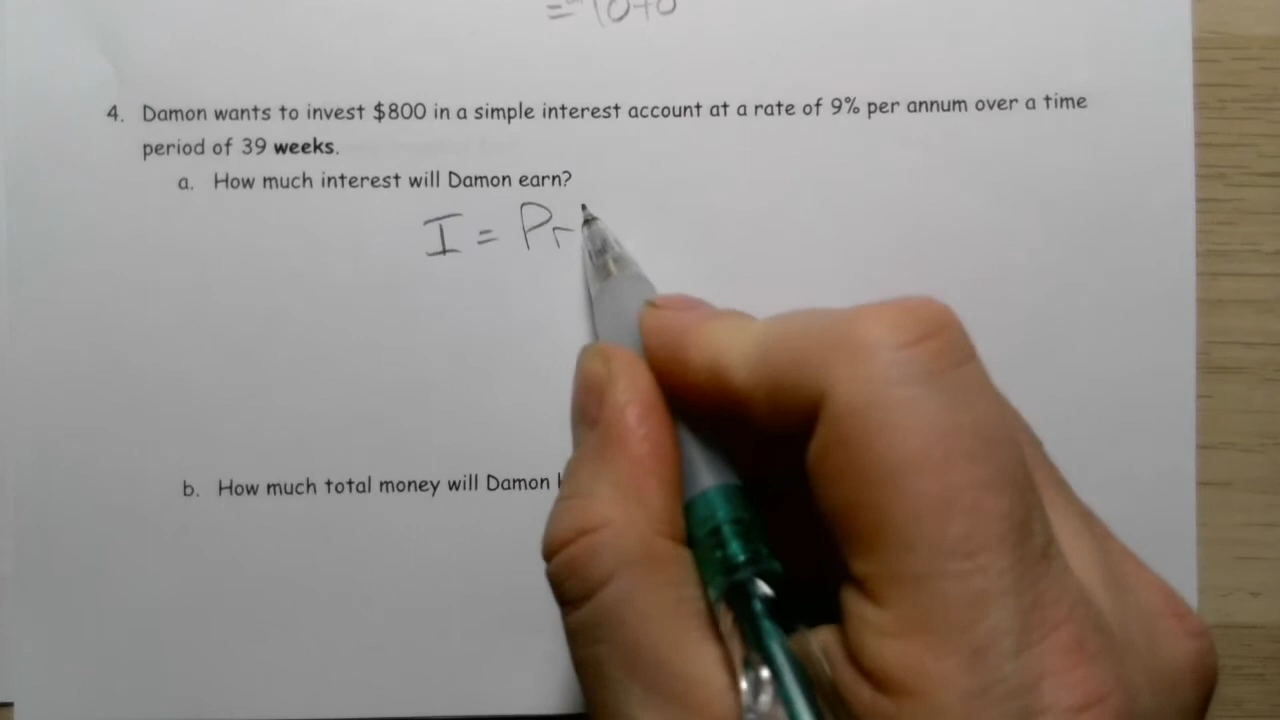 4. Damon wants to invest $800 in a simple interest account at a rate of 9% per annum over a time
period of 39 weeks.
a. How much interest will Damon earn?
I = Pr
b. How much total money will Damon